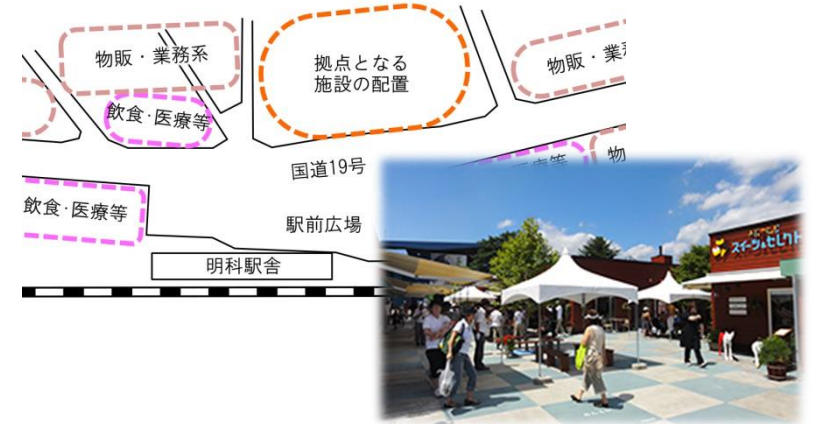 物販・業務系
拠点となる
施設の配置
物販・業
飲食・医療等
国道19号
物
飲食・医療等
駅前広場
明科駅舎
スイーツ&セレクト